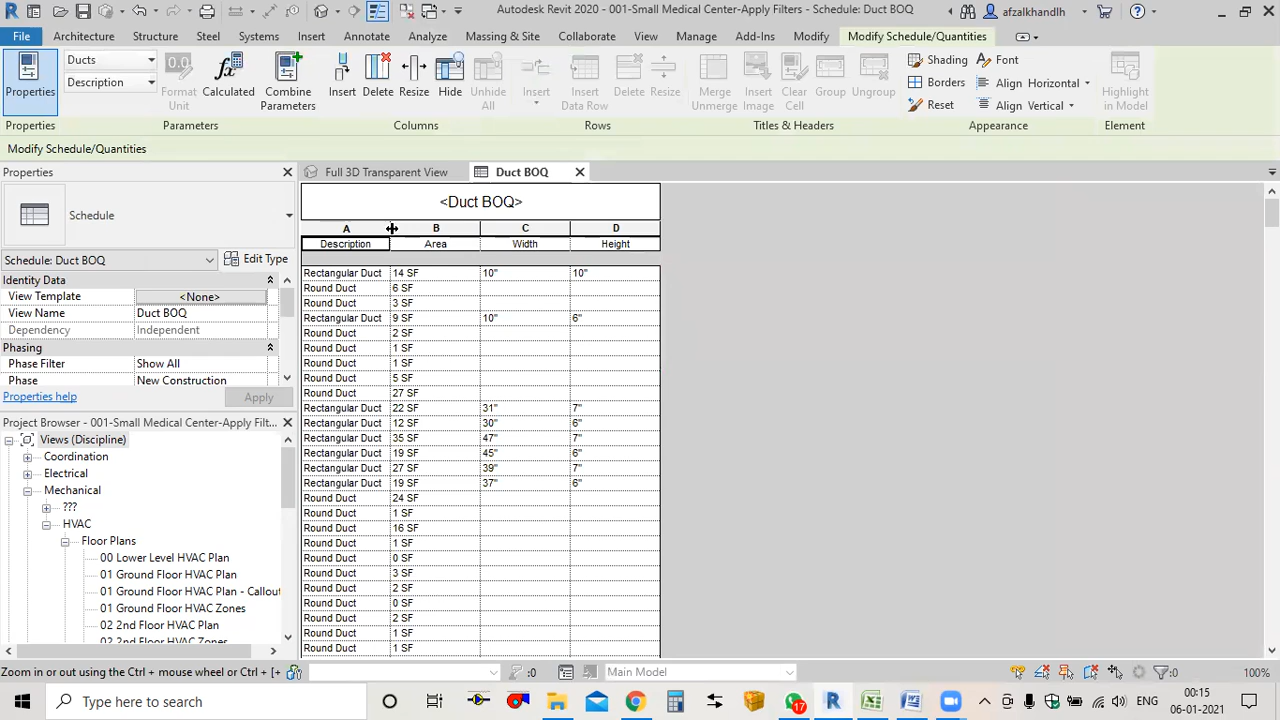 Autodesk Revit 2020 - 001-Small Medical Center-Apply Filters - Schedule: Duct BOQ
afzalkhandlh
File Architecture Structure Steel Systems Insert Annotate Analyze Massing & Site Collaborate View Manage Add-Ins Modify Modify Schedule/Quantities
Ducts
Description
Properties
Format Unit
Calculated
Combine Parameters
Insert
Delete
Resize
Hide
Unhide All
Insert
Insert Data Row
Delete
Resize
Merge Unmerge
Insert Image
Clear Cell
Group
Ungroup
Shading
Borders
Reset
Font
Align Horizontal
Align Vertical
Highlight in Model
Properties Parameters Columns Rows Titles & Headers Appearance Element
Modify Schedule/Quantities
Properties
Schedule
Schedule: Duct BOQ
Edit Type
Identity Data
View Template <None>
View Name Duct BOQ
Dependency Independent
Phasing
Phase Filter Show All
Phase New Construction
Properties help
Apply
Project Browser - 001-Small Medical Center-Apply Filt...
Views (Discipline)
Coordination
Electrical
Mechanical
???
HVAC
Floor Plans
00 Lower Level HVAC Plan
01 Ground Floor HVAC Plan
01 Ground Floor HVAC Plan - Callout
01 Ground Floor HVAC Zones
02 2nd Floor HVAC Plan
02 2nd Floor HVAC Zones
Full 3D Transparent View
Duct BOQ
<Duct BOQ>
A B C D
Description Area Width Height
Rectangular Duct 14 SF 10" 10"
Round Duct 6 SF
Round Duct 3 SF
Rectangular Duct 9 SF 10" 6"
Round Duct 2 SF
Round Duct 1 SF
Round Duct 1 SF
Round Duct 5 SF
Round Duct 27 SF
Rectangular Duct 22 SF 31" 7"
Rectangular Duct 12 SF 30" 6"
Rectangular Duct 35 SF 47" 7"
Rectangular Duct 19 SF 45" 6"
Rectangular Duct 27 SF 39" 7"
Rectangular Duct 19 SF 37" 6"
Round Duct 24 SF
Round Duct 1 SF
Round Duct 16 SF
Round Duct 1 SF
Round Duct 0 SF
Round Duct 3 SF
Round Duct 2 SF
Round Duct 0 SF
Round Duct 2 SF
Round Duct 1 SF
Round Duct 1 SF
Zoom in or out using the Ctrl + mouse wheel or Ctrl + [+
:0
Main Model
:0
100%
Type here to search
17
ENG
00:15
06-01-2021